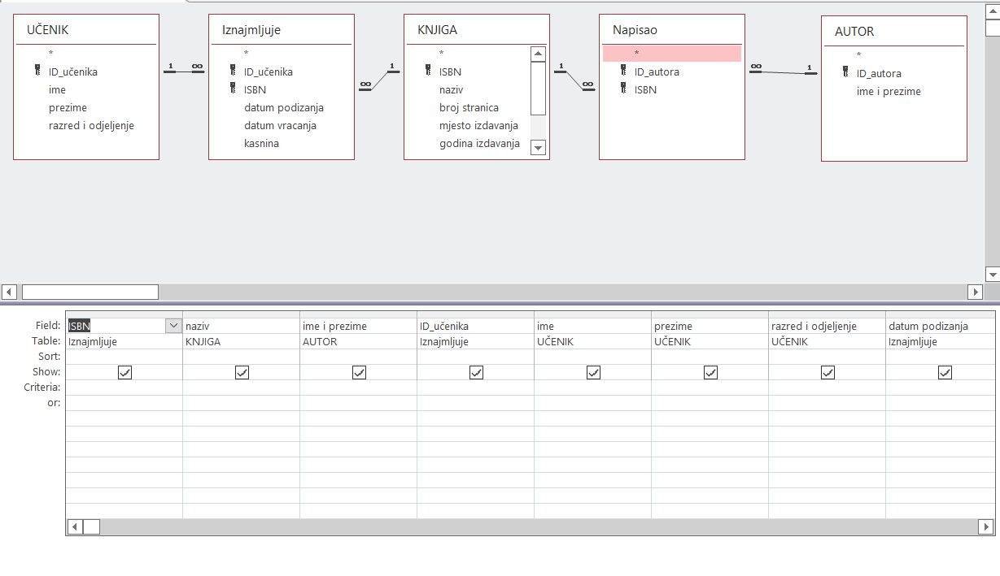 UČENIK
*
ID_učenika
ime
prezime
razred i odjeljenje
1 ∞
Iznajmljuje
*
ID_učenika
ISBN
datum podizanja
datum vracanja
kasnina
∞ 1
KNJIGA
*
ISBN
naziv
broj stranica
mjesto izdavanja
godina izdavanja
1 ∞
Napisao
*
ID_autora
ISBN
∞ 1
AUTOR
*
ID_autora
ime i prezime
Field: ISBN naziv ime i prezime ID_učenika ime prezime razred i odjeljenje datum podizanja
Table: Iznajmljuje KNJIGA AUTOR Iznajmljuje UČENIK UČENIK UČENIK Iznajmljuje
Sort:
Show:
Criteria:
or: